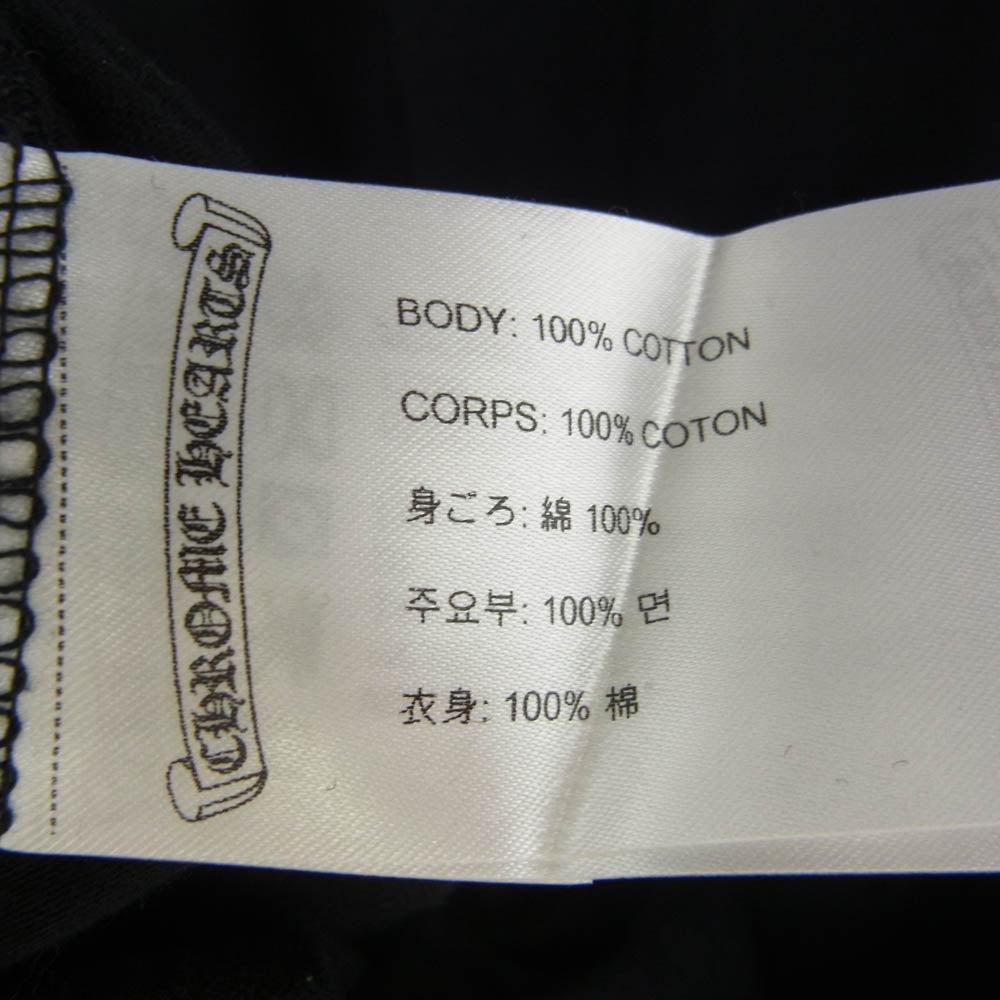 CHROME HEARTS
BODY: 100% COTTON
CORPS: 100% COTON
身ごろ: 綿 100%
주요부: 100% 면
衣身: 100% 棉